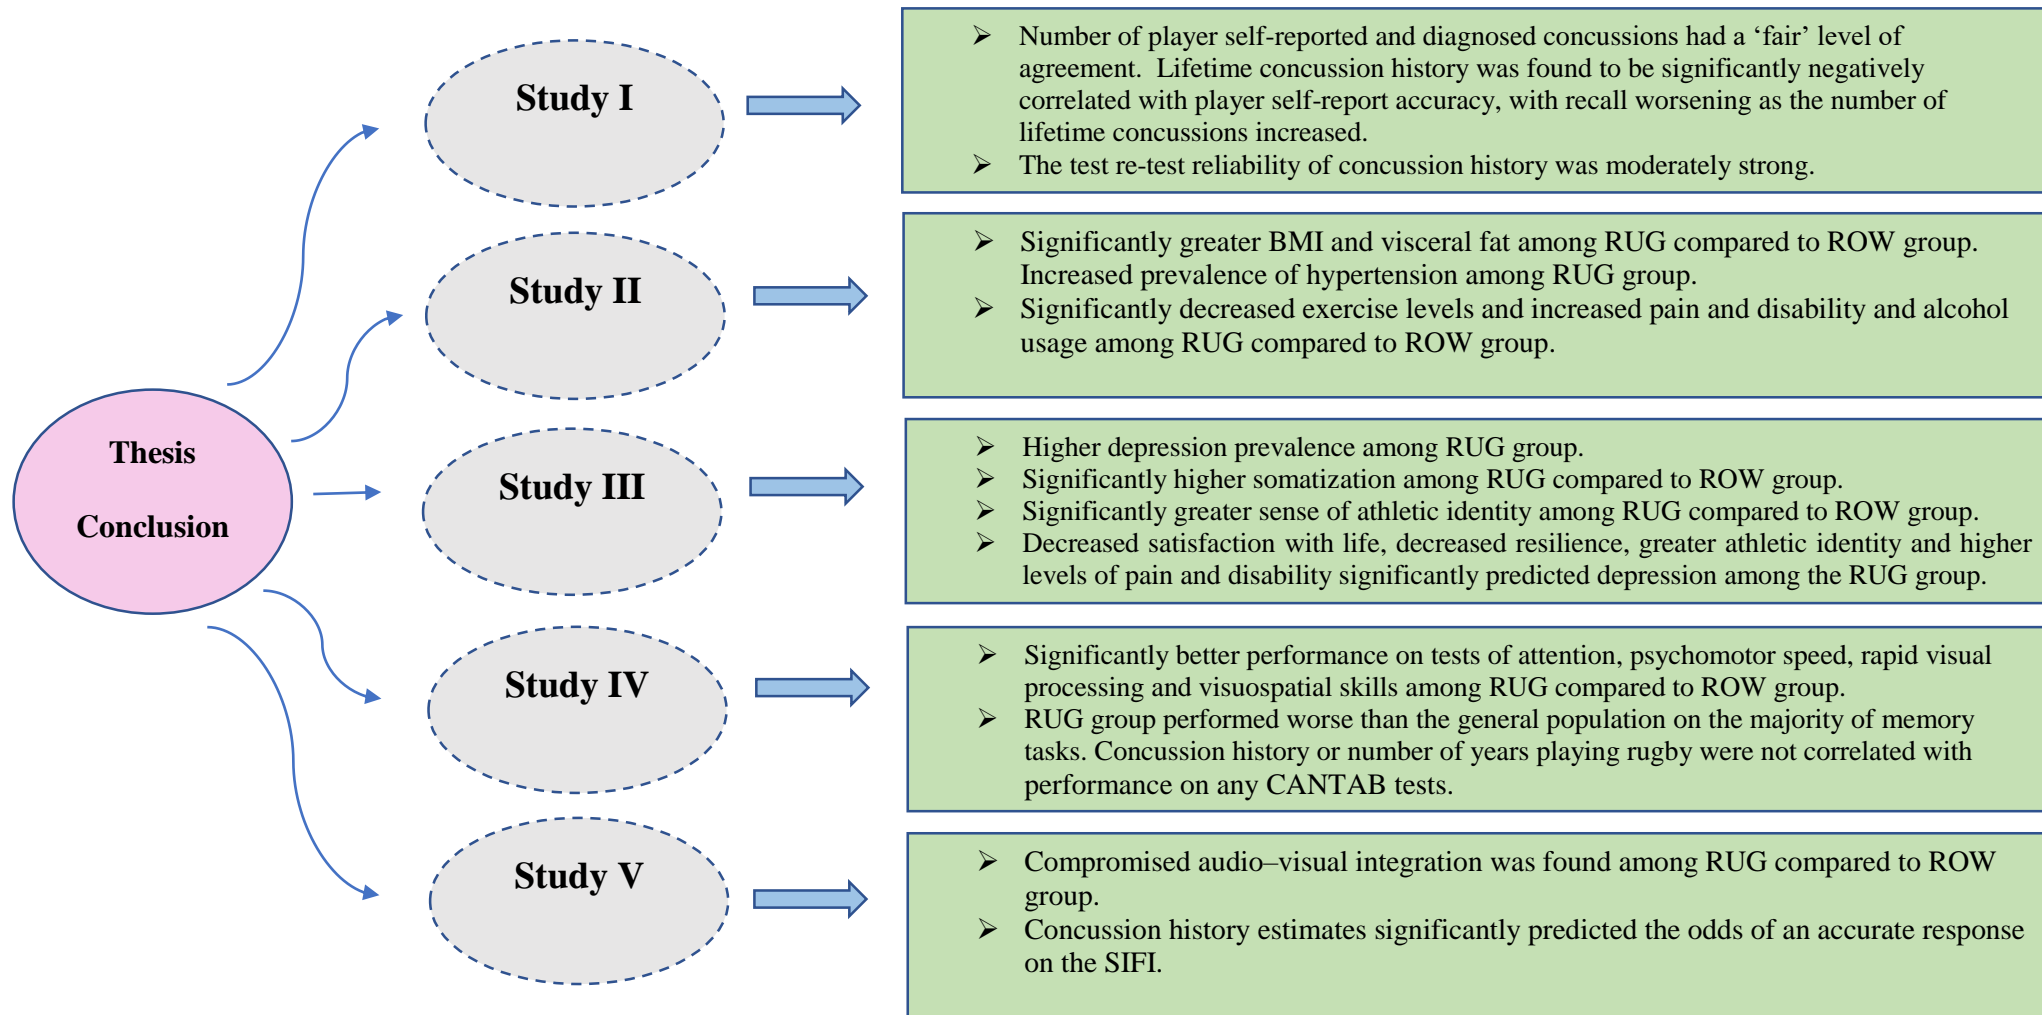 Thesis
Conclusion
Study I
➢ Number of player self-reported and diagnosed concussions had a ‘fair’ level of
agreement. Lifetime concussion history was found to be significantly negatively
correlated with player self-report accuracy, with recall worsening as the number of
lifetime concussions increased.
➢ The test re-test reliability of concussion history was moderately strong.
Study II
➢ Significantly greater BMI and visceral fat among RUG compared to ROW group.
Increased prevalence of hypertension among RUG group.
➢ Significantly decreased exercise levels and increased pain and disability and alcohol
usage among RUG compared to ROW group.
Study III
➢ Higher depression prevalence among RUG group.
➢ Significantly higher somatization among RUG compared to ROW group.
➢ Significantly greater sense of athletic identity among RUG compared to ROW group.
➢ Decreased satisfaction with life, decreased resilience, greater athletic identity and higher
levels of pain and disability significantly predicted depression among the RUG group.
Study IV
➢ Significantly better performance on tests of attention, psychomotor speed, rapid visual
processing and visuospatial skills among RUG compared to ROW group.
➢ RUG group performed worse than the general population on the majority of memory
tasks. Concussion history or number of years playing rugby were not correlated with
performance on any CANTAB tests.
Study V
➢ Compromised audio–visual integration was found among RUG compared to ROW
group.
➢ Concussion history estimates significantly predicted the odds of an accurate response
on the SIFI.